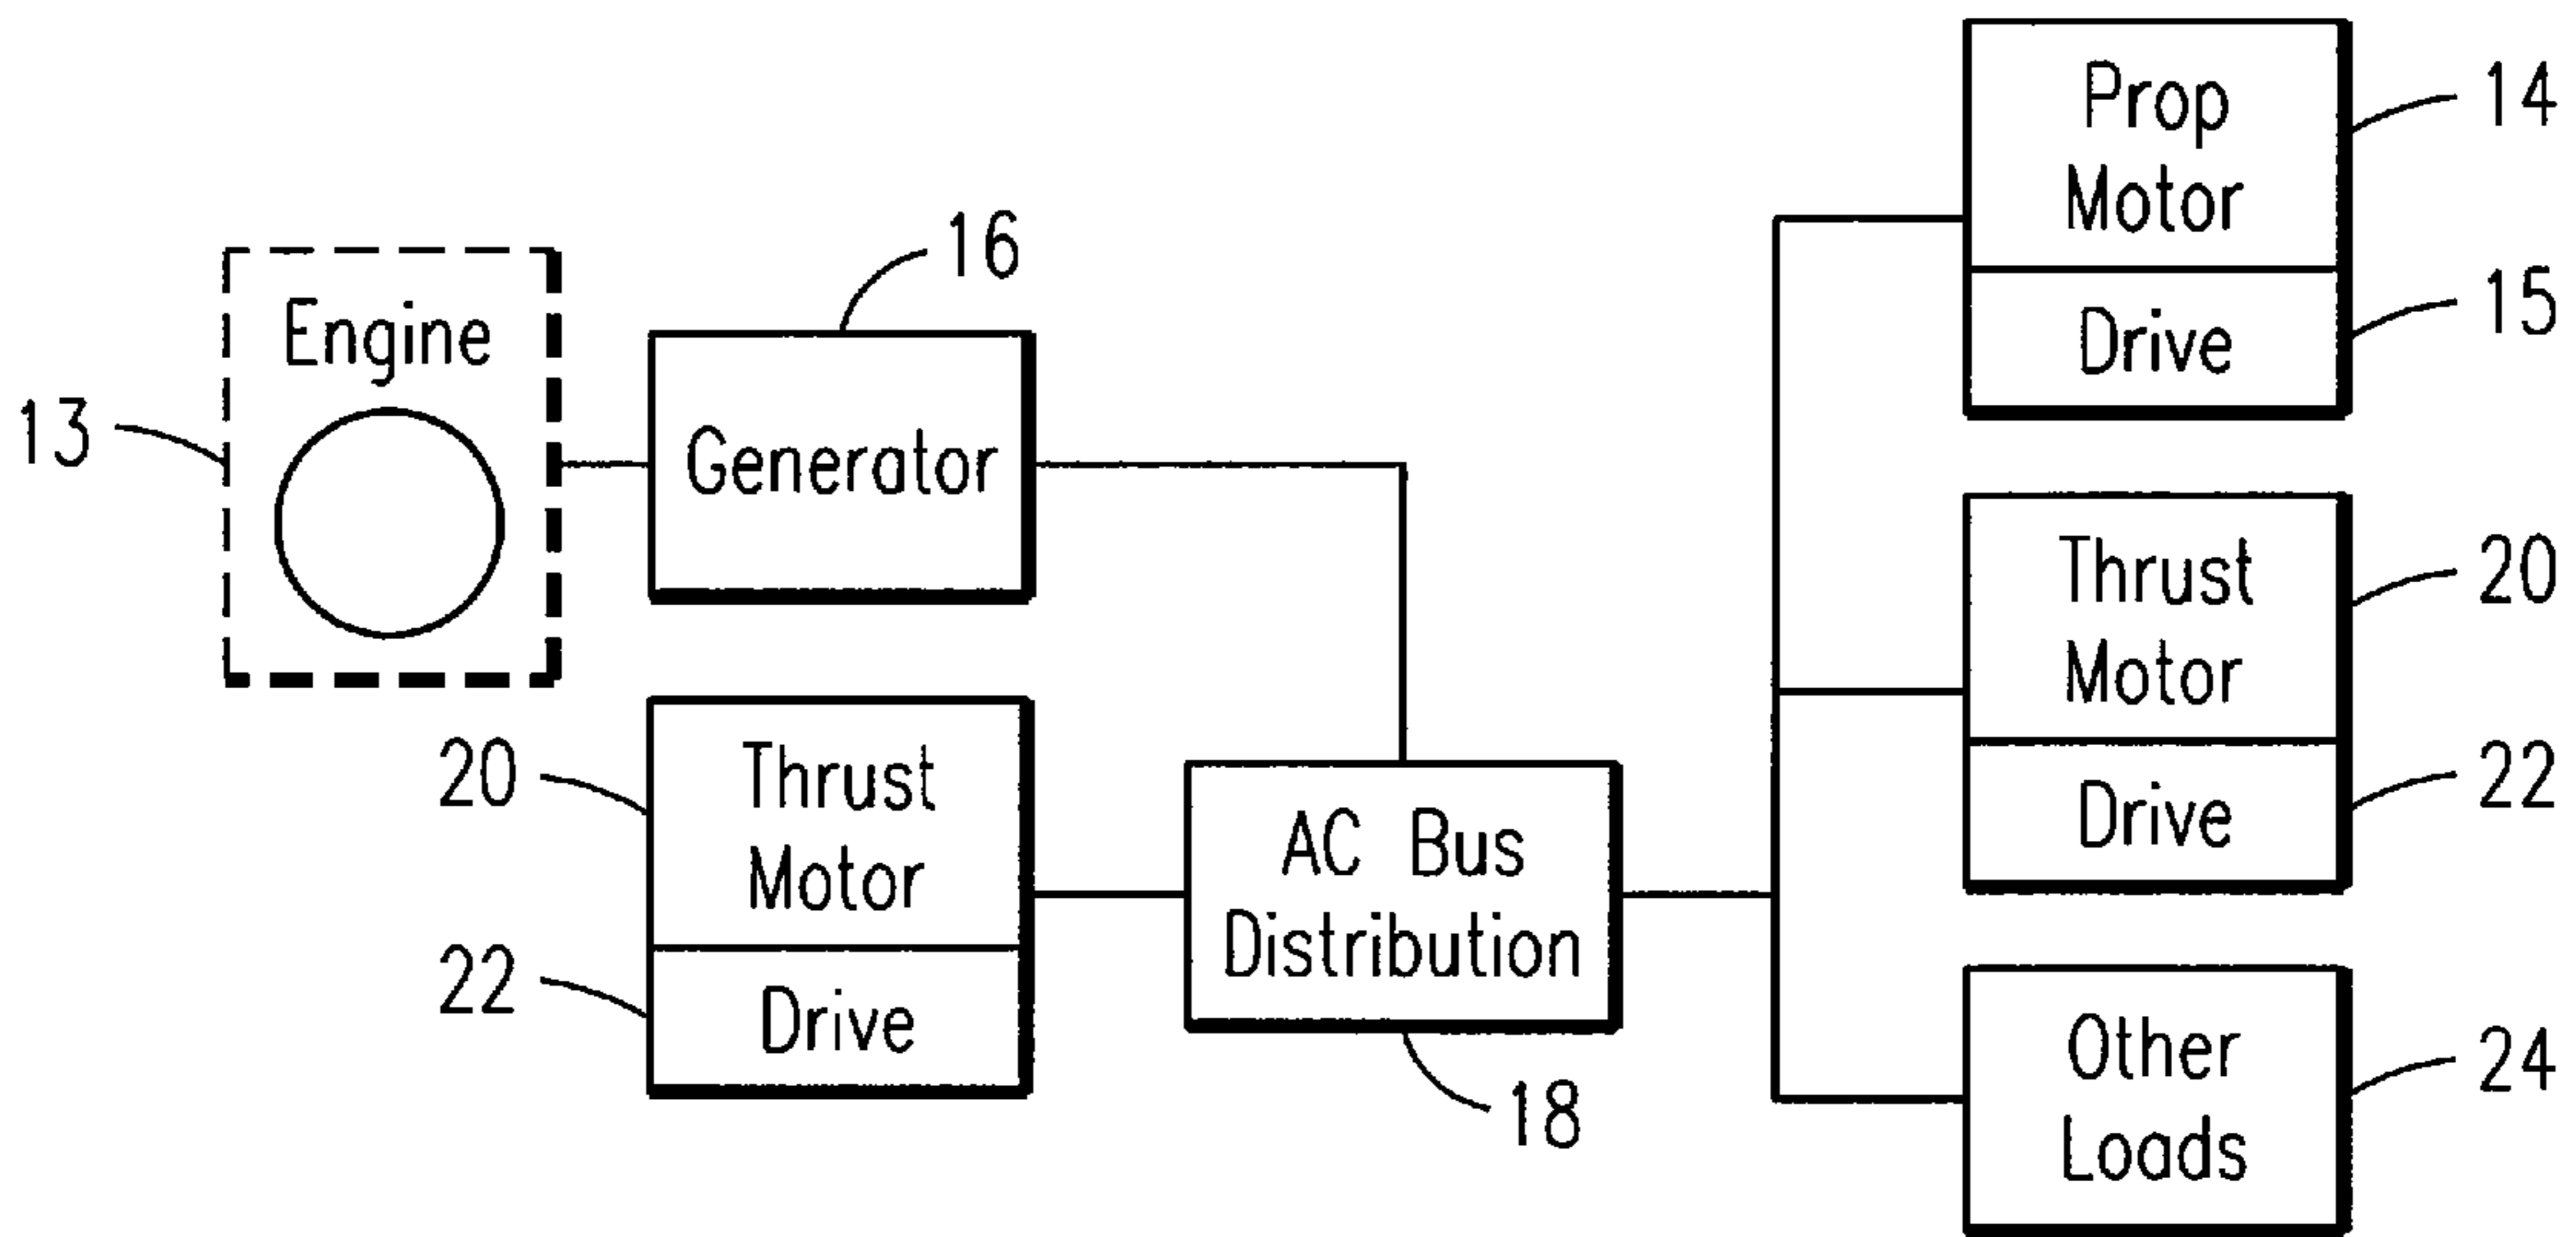 Prop
Motor
14
Drive
15
16
Engine
13
Generator
Thrust
Motor
20
Drive
22
Thrust
Motor
20
Drive
22
AC Bus
Distribution
18
Other
Loads
24